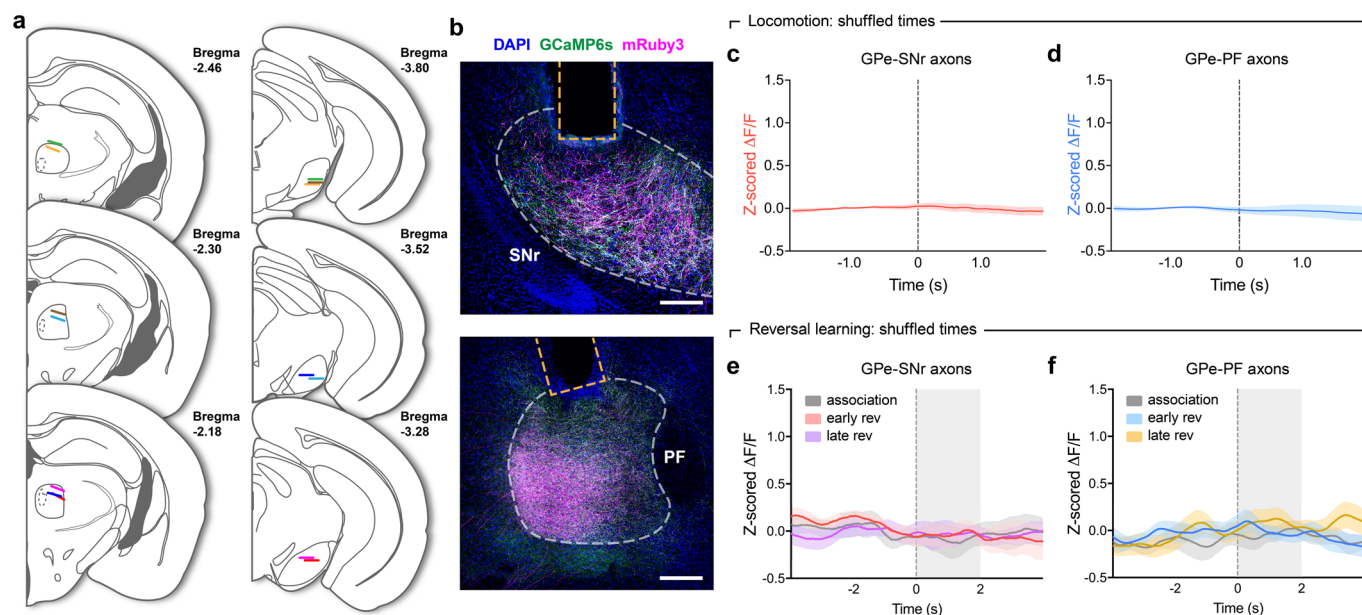 a
Bregma
-2.46
Bregma
-3.80
Bregma
-2.30
Bregma
-3.52
Bregma
-2.18
Bregma
-3.28
b
DAPI GCaMP6s mRuby3
SNr
PF
Locomotion: shuffled times
c
GPe-SNr axons
Z-scored ΔF/F
1.5
1.0
0.5
0.0
-0.5
-1.0 0 1.0
Time (s)
d
GPe-PF axons
Z-scored ΔF/F
1.5
1.0
0.5
0.0
-0.5
-1.0 0 1.0
Time (s)
Reversal learning: shuffled times
e
GPe-SNr axons
association
early rev
late rev
Z-scored ΔF/F
1.5
1.0
0.5
0.0
-0.5
-2 0 2
Time (s)
f
GPe-PF axons
association
early rev
late rev
Z-scored ΔF/F
1.5
1.0
0.5
0.0
-0.5
-2 0 2
Time (s)